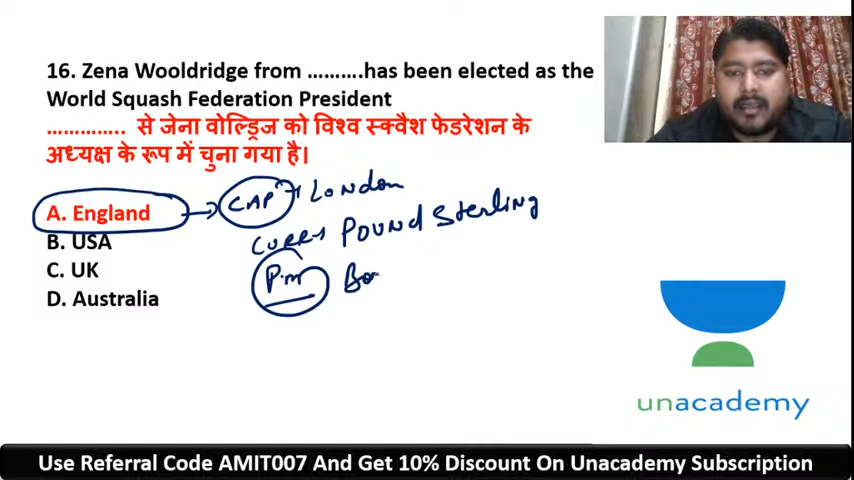 16. Zena Wooldridge from ……….has been elected as the
World Squash Federation President
………….. से जेना वोल्ड्रिज को विश्व स्क्वैश फेडरेशन के
अध्यक्ष के रूप में चुना गया है।
A. England
CAP → London
B. USA
Curr → Pound Sterling
C. UK
P.m Bo
D. Australia
unacademy
Use Referral Code AMIT007 And Get 10% Discount On Unacademy Subscription